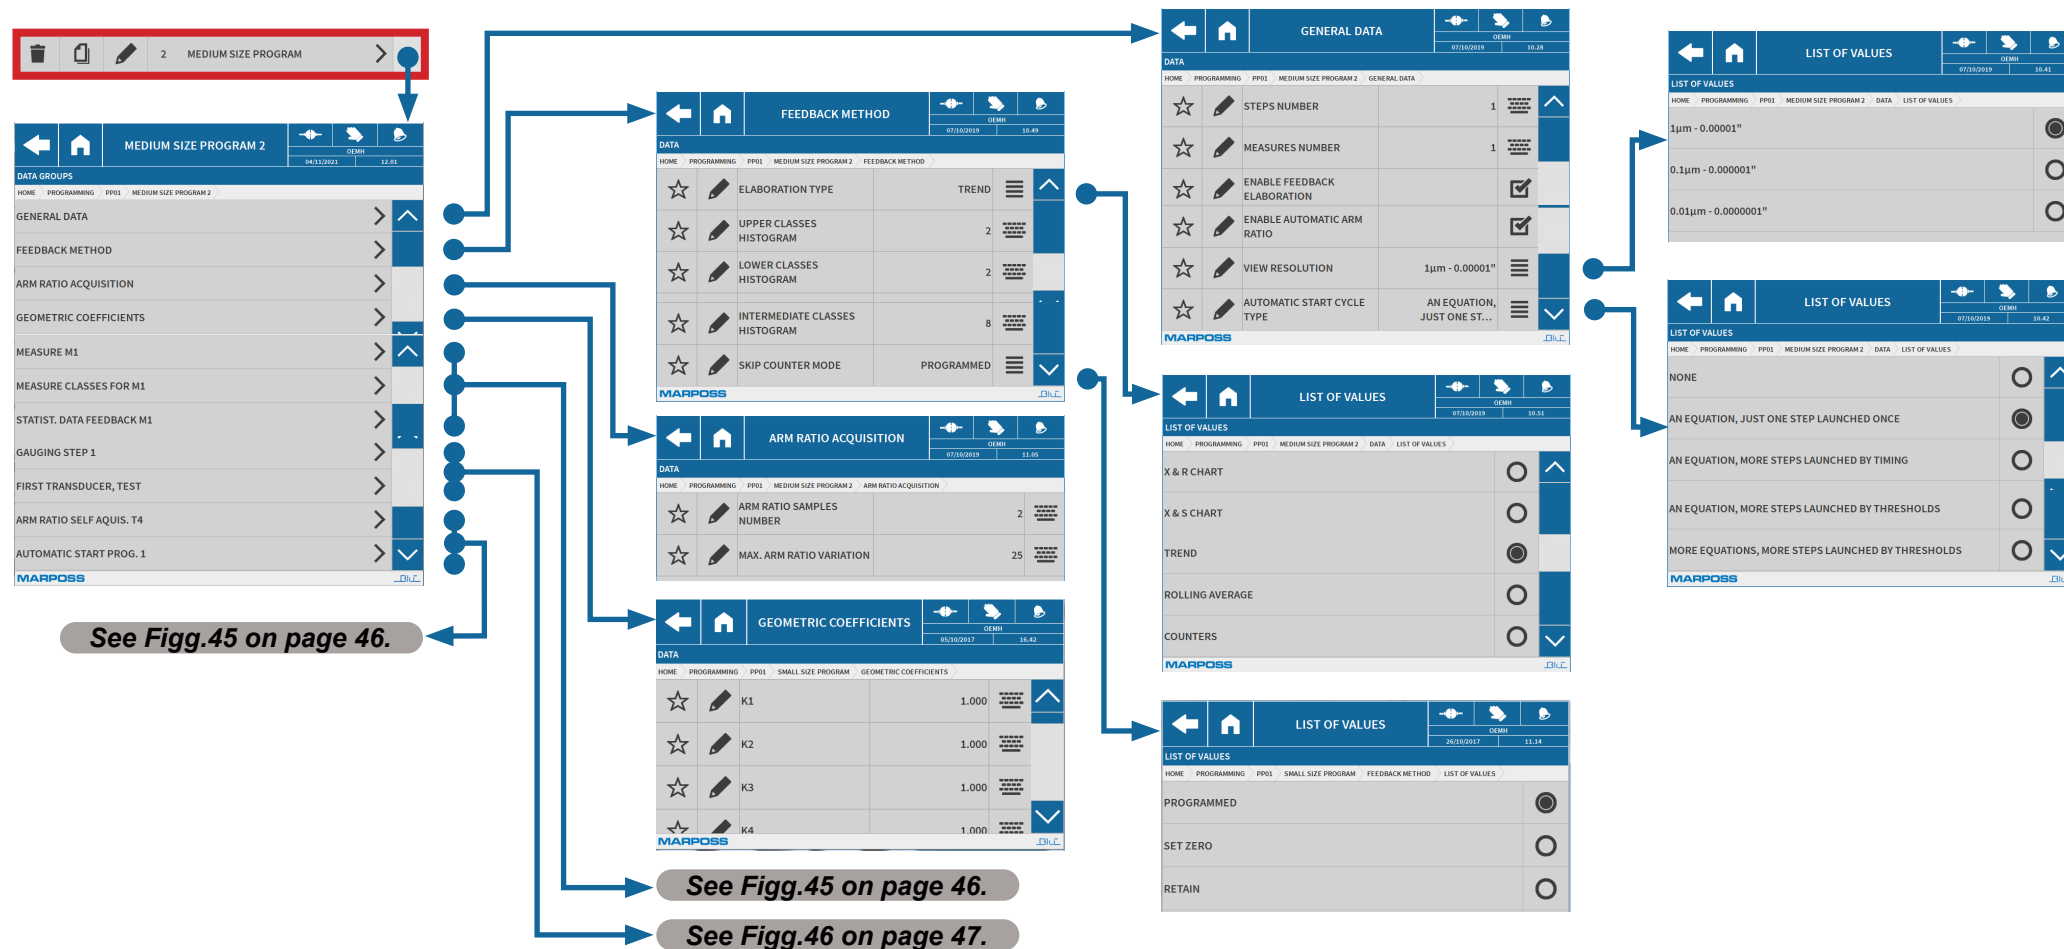 2 MEDIUM SIZE PROGRAM
MEDIUM SIZE PROGRAM 2
OEMH
04/11/2021 12.01
DATA GROUPS
HOME PROGRAMMING PP01 MEDIUM SIZE PROGRAM 2
GENERAL DATA
FEEDBACK METHOD
ARM RATIO ACQUISITION
GEOMETRIC COEFFICIENTS
MEASURE M1
MEASURE CLASSES FOR M1
STATIST. DATA FEEDBACK M1
GAUGING STEP 1
FIRST TRANSDUCER, TEST
ARM RATIO SELF AQUIS. T4
AUTOMATIC START PROG. 1
MARPOSS BLÚ
See Figg.45 on page 46.
FEEDBACK METHOD
OEMH
07/10/2019 10.49
DATA
HOME PROGRAMMING PP01 MEDIUM SIZE PROGRAM 2 FEEDBACK METHOD
ELABORATION TYPE TREND
UPPER CLASSES
HISTOGRAM 2
LOWER CLASSES
HISTOGRAM 2
INTERMEDIATE CLASSES
HISTOGRAM 8
SKIP COUNTER MODE PROGRAMMED
MARPOSS BLÚ
ARM RATIO ACQUISITION
OEMH
07/10/2019 11.05
DATA
HOME PROGRAMMING PP01 MEDIUM SIZE PROGRAM 2 ARM RATIO ACQUISITION
ARM RATIO SAMPLES
NUMBER 2
MAX. ARM RATIO VARIATION 25
GEOMETRIC COEFFICIENTS
OEMH
05/10/2017 16.42
DATA
HOME PROGRAMMING PP01 SMALL SIZE PROGRAM GEOMETRIC COEFFICIENTS
K1 1.000
K2 1.000
K3 1.000
K4 1.000
MARPOSS BLÚ
See Figg.45 on page 46.
See Figg.46 on page 47.
GENERAL DATA
OEMH
07/10/2019 10.28
DATA
HOME PROGRAMMING PP01 MEDIUM SIZE PROGRAM 2 GENERAL DATA
STEPS NUMBER 1
MEASURES NUMBER 1
ENABLE FEEDBACK
ELABORATION
ENABLE AUTOMATIC ARM
RATIO
VIEW RESOLUTION 1µm - 0.00001"
AUTOMATIC START CYCLE AN EQUATION,
TYPE JUST ONE ST...
MARPOSS BLÚ
LIST OF VALUES
OEMH
07/10/2019 10.51
LIST OF VALUES
HOME PROGRAMMING PP01 MEDIUM SIZE PROGRAM 2 DATA LIST OF VALUES
X & R CHART
X & S CHART
TREND
ROLLING AVERAGE
COUNTERS
MARPOSS BLÚ
LIST OF VALUES
OEMH
26/10/2017 11.14
LIST OF VALUES
HOME PROGRAMMING PP01 SMALL SIZE PROGRAM FEEDBACK METHOD LIST OF VALUES
PROGRAMMED
SET ZERO
RETAIN
LIST OF VALUES
OEMH
07/10/2019 10.41
LIST OF VALUES
HOME PROGRAMMING PP01 MEDIUM SIZE PROGRAM 2 DATA LIST OF VALUES
1µm - 0.00001"
0.1µm - 0.000001"
0.01µm - 0.0000001"
LIST OF VALUES
OEMH
07/10/2019 10.42
LIST OF VALUES
HOME PROGRAMMING PP01 MEDIUM SIZE PROGRAM 2 DATA LIST OF VALUES
NONE
AN EQUATION, JUST ONE STEP LAUNCHED ONCE
AN EQUATION, MORE STEPS LAUNCHED BY TIMING
AN EQUATION, MORE STEPS LAUNCHED BY THRESHOLDS
MORE EQUATIONS, MORE STEPS LAUNCHED BY THRESHOLDS
MARPOSS